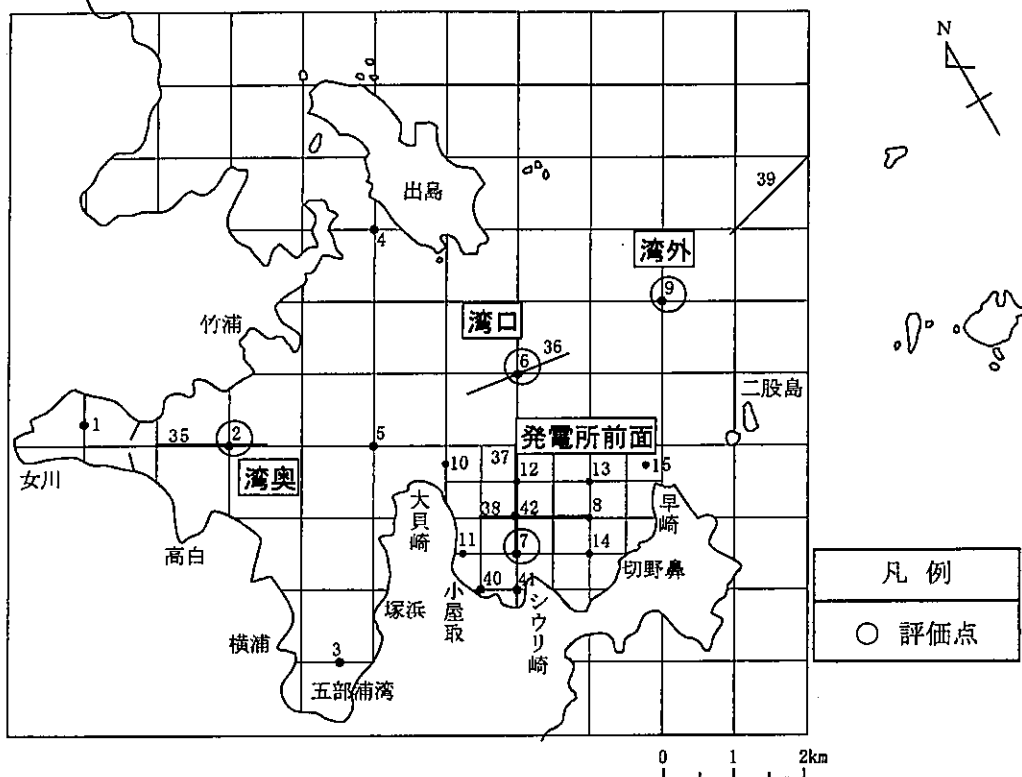 N
39
出島
4
湾外
9
竹浦
湾口
36
6
二股島
1
35
2
5
発電所前面
37
10
12
13
15
女川
湾奥
大貝崎
38
42
8
早崎
高白
11
7
14
切野鼻
凡例
40
41
小屋取
シウリ崎
塚浜
○ 評価点
横浦
3
五部浦湾
0 1 2km